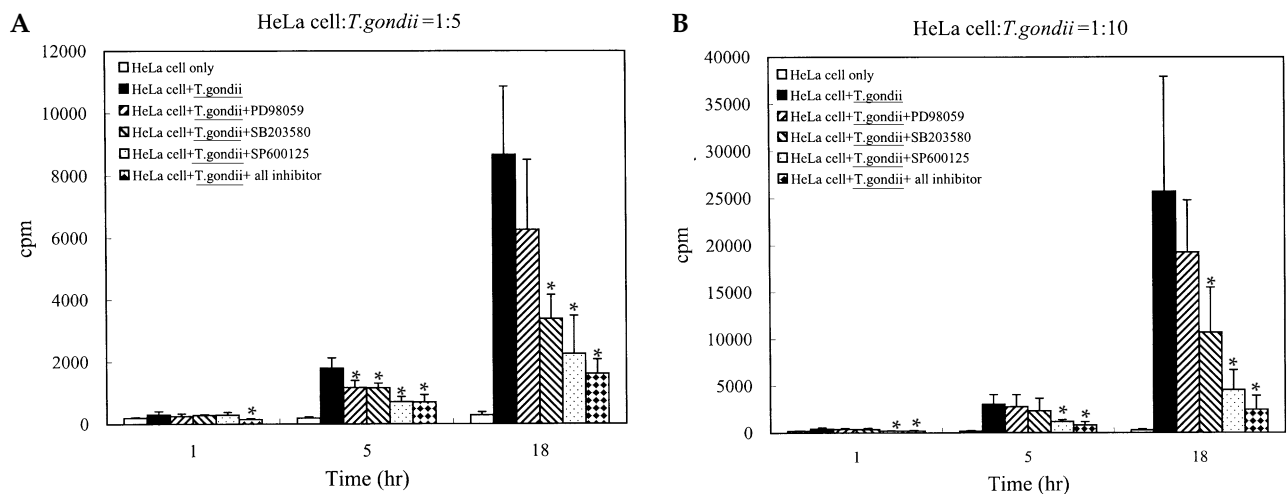 A
HeLa cell:T.gondii=1:5
12000
10000
8000
6000
4000
2000
0
cpm
HeLa cell only
HeLa cell+T.gondii
HeLa cell+T.gondii+PD98059
HeLa cell+T.gondii+SB203580
HeLa cell+T.gondii+SP600125
HeLa cell+T.gondii+ all inhibitor
* * * * * * * *
1 5 18
Time (hr)
B
HeLa cell:T.gondii=1:10
40000
35000
30000
25000
20000
15000
10000
5000
0
cpm
HeLa cell only
HeLa cell+T.gondii
HeLa cell+T.gondii+PD98059
HeLa cell+T.gondii+SB203580
HeLa cell+T.gondii+SP600125
HeLa cell+T.gondii+ all inhibitor
* * * * * * *
1 5 18
Time (hr)